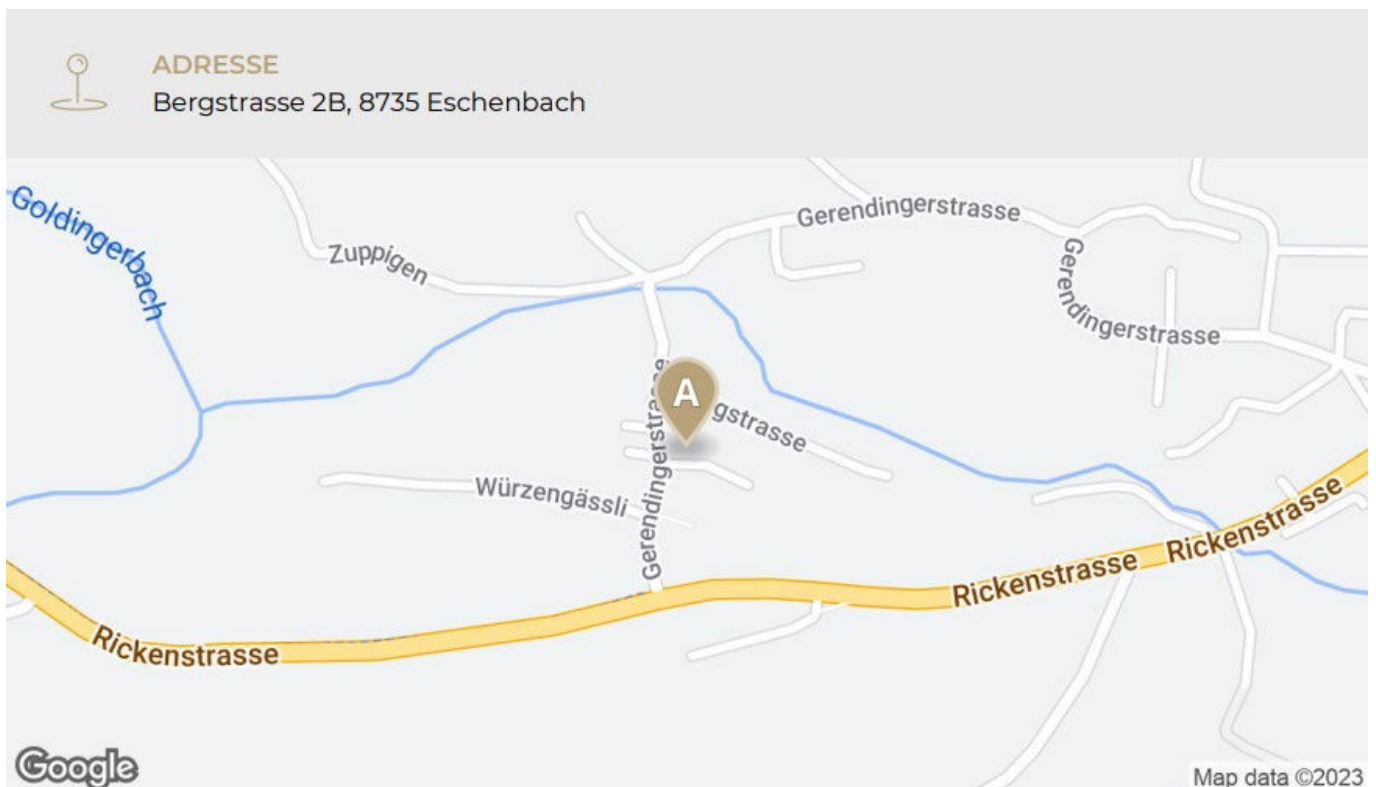 ADRESSE
Bergstrasse 2B, 8735 Eschenbach
Goldingerbach
Zuppigen
Gerendingerstrasse
Gerendingerstrasse
A
gstrasse
Gerendingerstrasse
Würzengässli
Rickenstrasse
Rickenstrasse
Rickenstrasse
Google
Map data ©2023